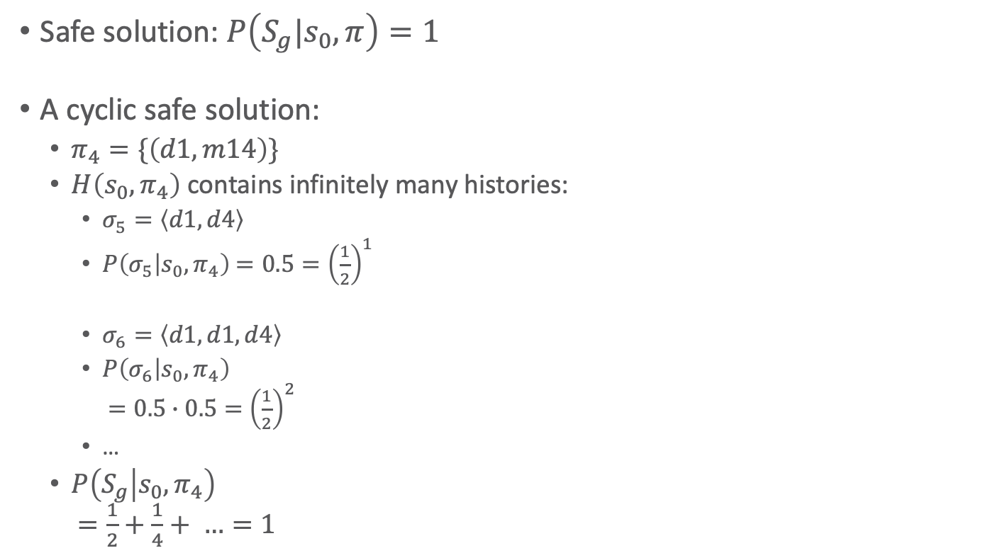 • Safe solution: P(S_g|s_0, π) = 1
• A cyclic safe solution:
• π_4 = {(d1, m14)}
• H(s_0, π_4) contains infinitely many histories:
• σ_5 = ⟨d1, d4⟩
• P(σ_5|s_0, π_4) = 0.5 = (1/2)^1
• σ_6 = ⟨d1, d1, d4⟩
• P(σ_6|s_0, π_4)
= 0.5 · 0.5 = (1/2)^2
• ...
• P(S_g|s_0, π_4)
= 1/2 + 1/4 + ... = 1